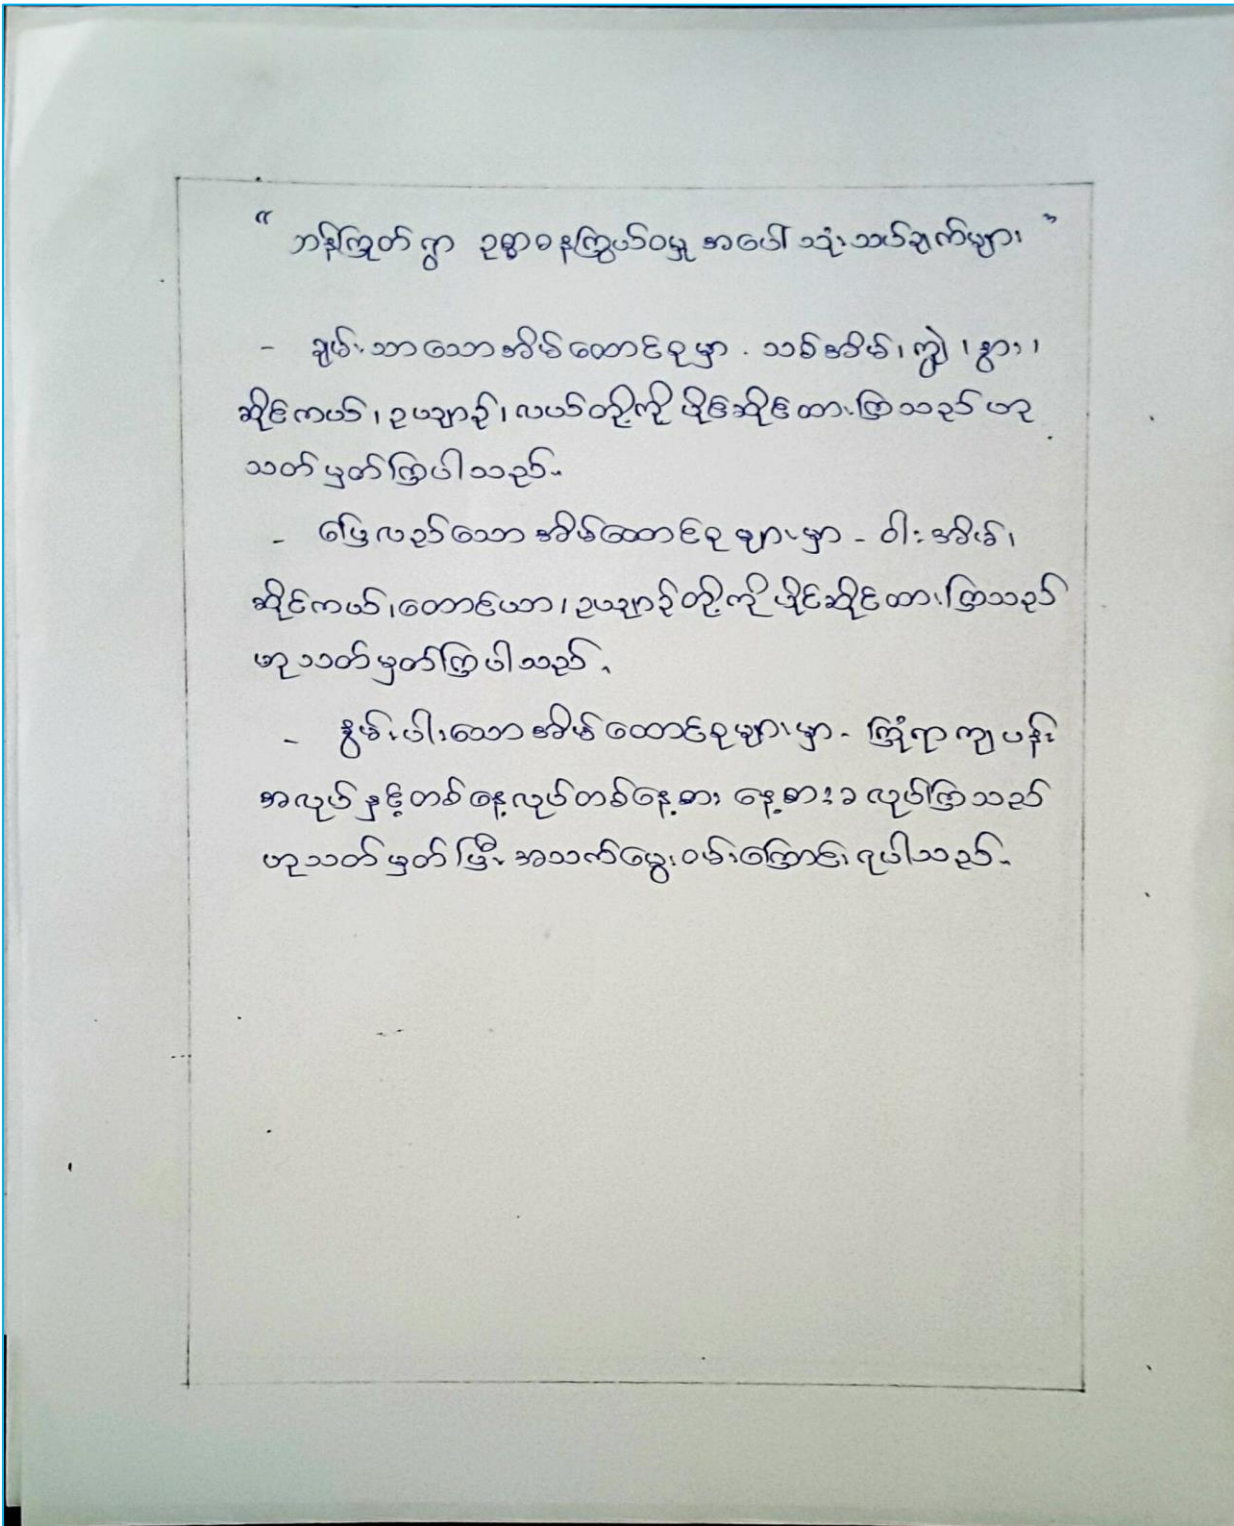 “ ဘန်ကြုတ်ရွာ ဥစ္စာဓနကြွယ်ဝမှု အပေါ် သုံးသပ်ချက်များ ”
- ချမ်းသာသောအိမ်ထောင်စုမှာ - သစ်အိမ်၊ ကျွဲ၊ နွား၊
ဆိုင်ကယ်၊ ဥယျာဉ်၊ လယ်တို့ကို ပိုင်ဆိုင်ထားကြသည် ဟု
သတ်မှတ်ကြပါသည်။
- ပြေလည်သော အိမ်ထောင်စု များမှာ - ဝါးအိမ်၊
ဆိုင်ကယ်၊ တောင်ယာ၊ ဥယျာဉ်တို့ကို ပိုင်ဆိုင်ထားကြသည်
ဟုသတ်မှတ်ကြပါသည်။
- နွမ်းပါးသောအိမ်ထောင်စုများမှာ - ကြုံရာကျပန်း
အလုပ်နှင့်တစ်နေ့လုပ်တစ်နေ့စား နေ့စားခ လုပ်ကြသည်
ဟုသတ်မှတ်ပြီး အသက်မွေးဝမ်းကြောင်း ရပါသည်။